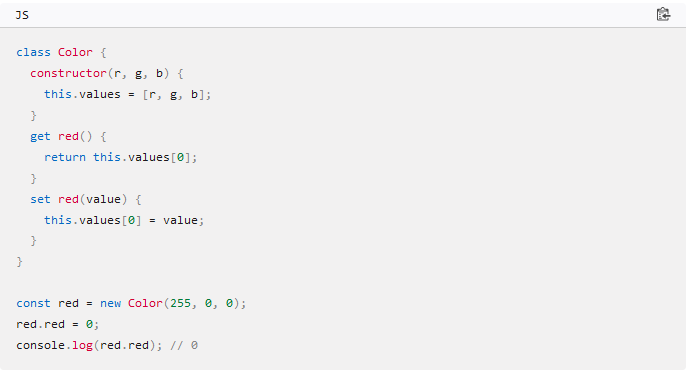 JS
class Color {
  constructor(r, g, b) {
    this.values = [r, g, b];
  }
  get red() {
    return this.values[0];
  }
  set red(value) {
    this.values[0] = value;
  }
}

const red = new Color(255, 0, 0);
red.red = 0;
console.log(red.red); // 0